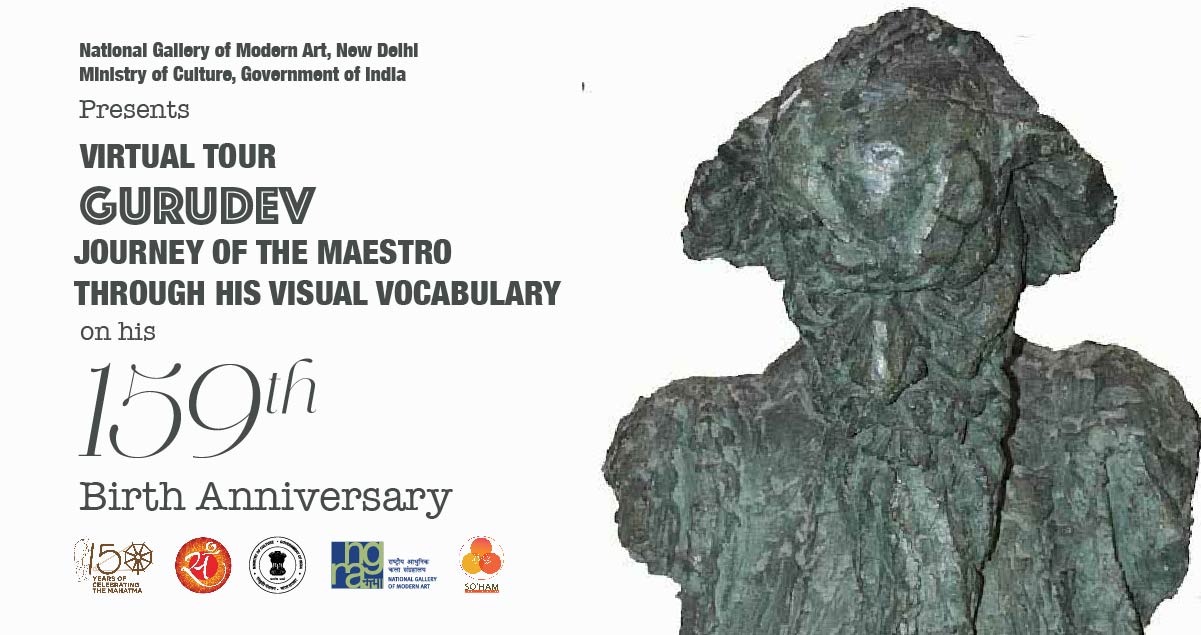 National Gallery of Modern Art, New Delhi
Ministry of Culture, Government of India
Presents
VIRTUAL TOUR
GURUDEV
JOURNEY OF THE MAESTRO
THROUGH HIS VISUAL VOCABULARY
on his
159th
Birth Anniversary
150
YEARS OF
CELEBRATING
THE MAHATMA
ngma
राष्ट्रीय आधुनिक
कला संग्रहालय
NATIONAL GALLERY
OF MODERN ART
SO'HAM